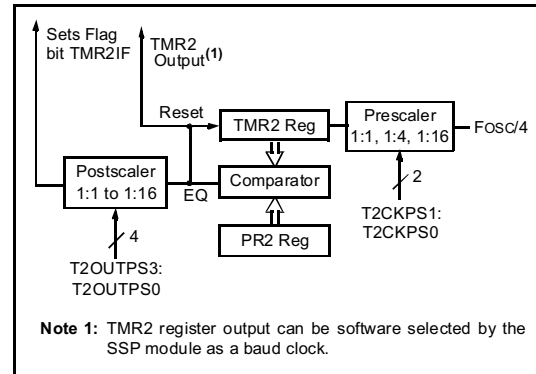 Sets Flag
bit TMR2IF
TMR2
Output(1)
Reset
TMR2 Reg
Prescaler
1:1, 1:4, 1:16
FOSC/4
Postscaler
1:1 to 1:16
EQ
Comparator
2
T2CKPS1:
T2CKPS0
4
PR2 Reg
T2OUTPS3:
T2OUTPS0
Note 1: TMR2 register output can be software selected by the
SSP module as a baud clock.